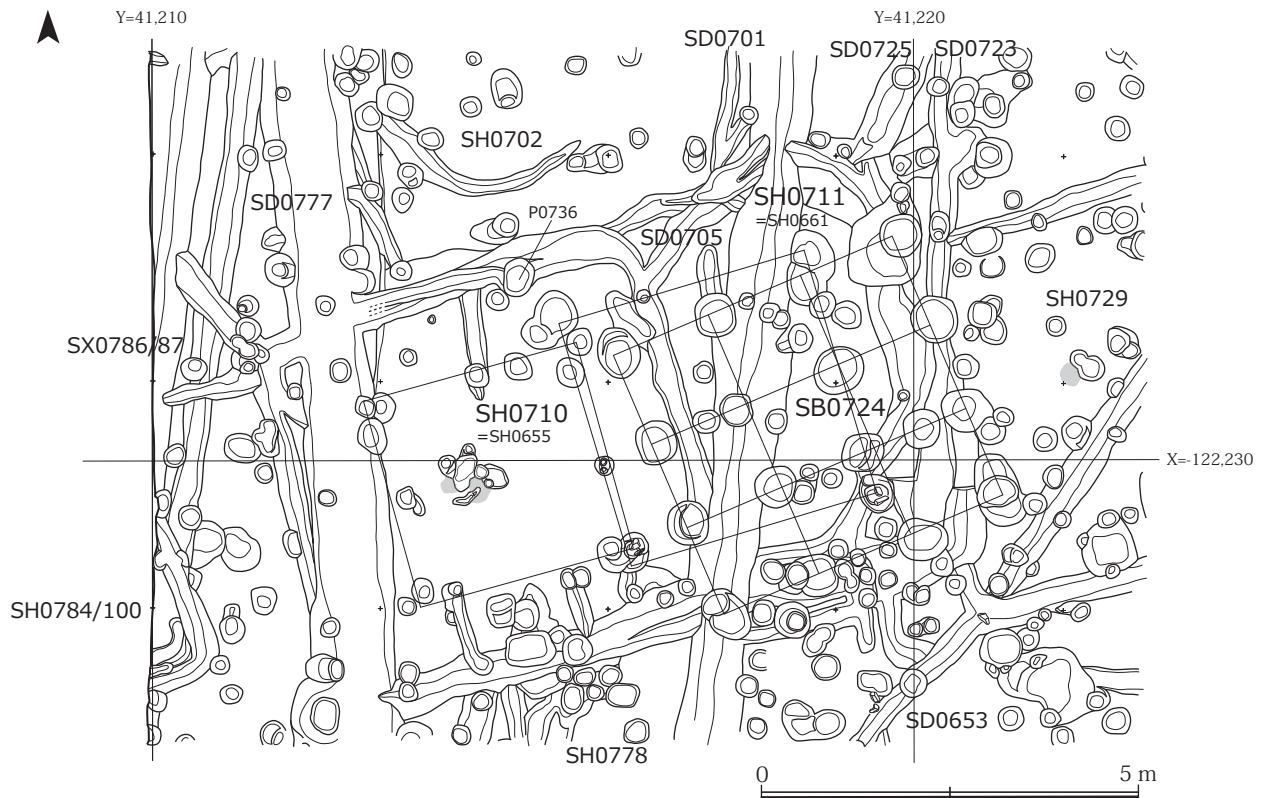 Y=41,210
Y=41,220
SD0701
SD0725
SD0723
SH0702
SD0777
P0736
SH0711
=SH0661
SD0705
SH0729
SX0786/87
SH0710
=SH0655
SB0724
X=-122,230
SH0784/100
SD0653
SH0778
0
5 m